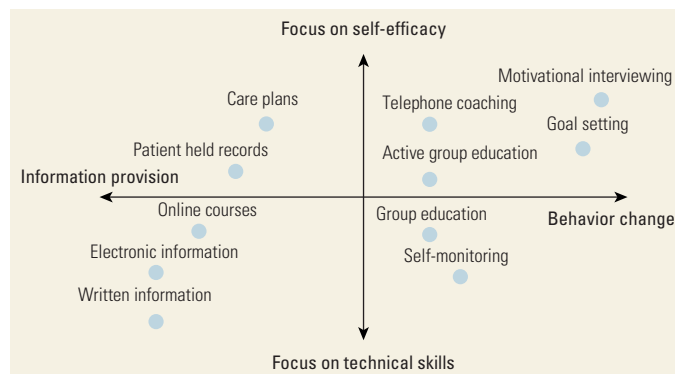 Focus on self-efficacy
Motivational interviewing
Care plans
Telephone coaching
Goal setting
Patient held records
Active group education
Information provision
Online courses
Group education
Behavior change
Electronic information
Self-monitoring
Written information
Focus on technical skills